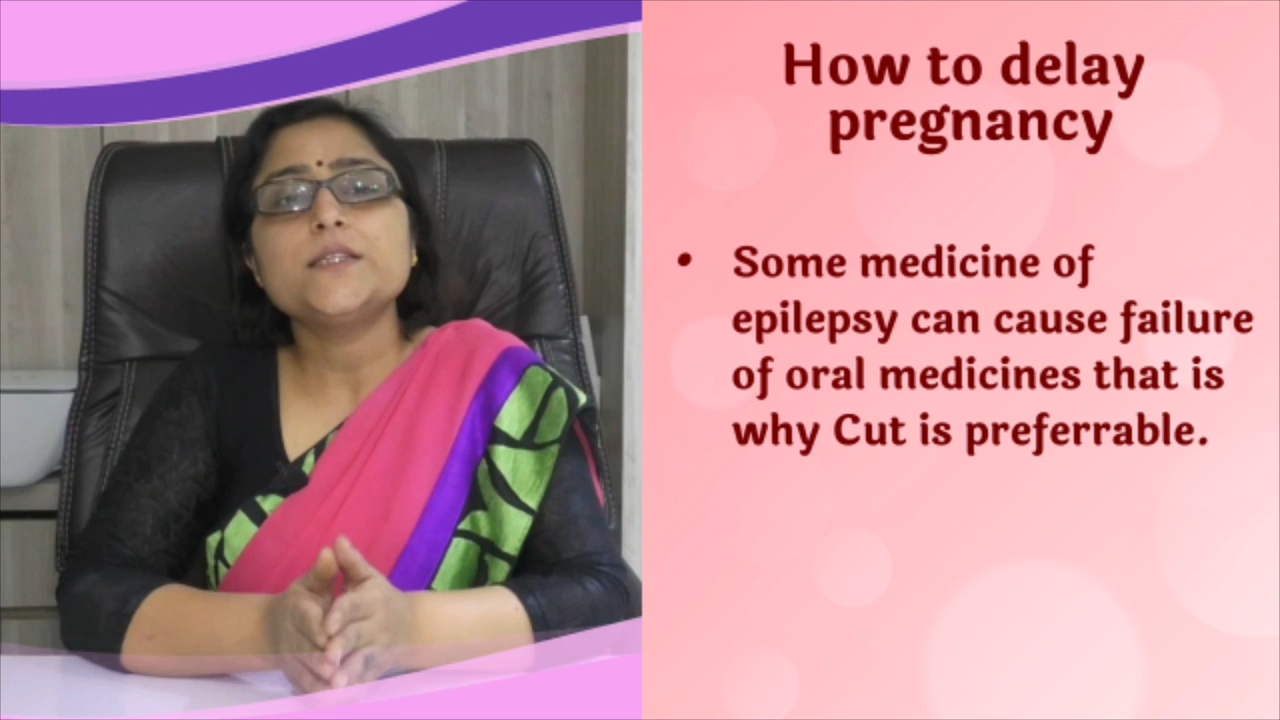 How to delay
pregnancy
• Some medicine of
epilepsy can cause failure
of oral medicines that is
why Cut is preferrable.